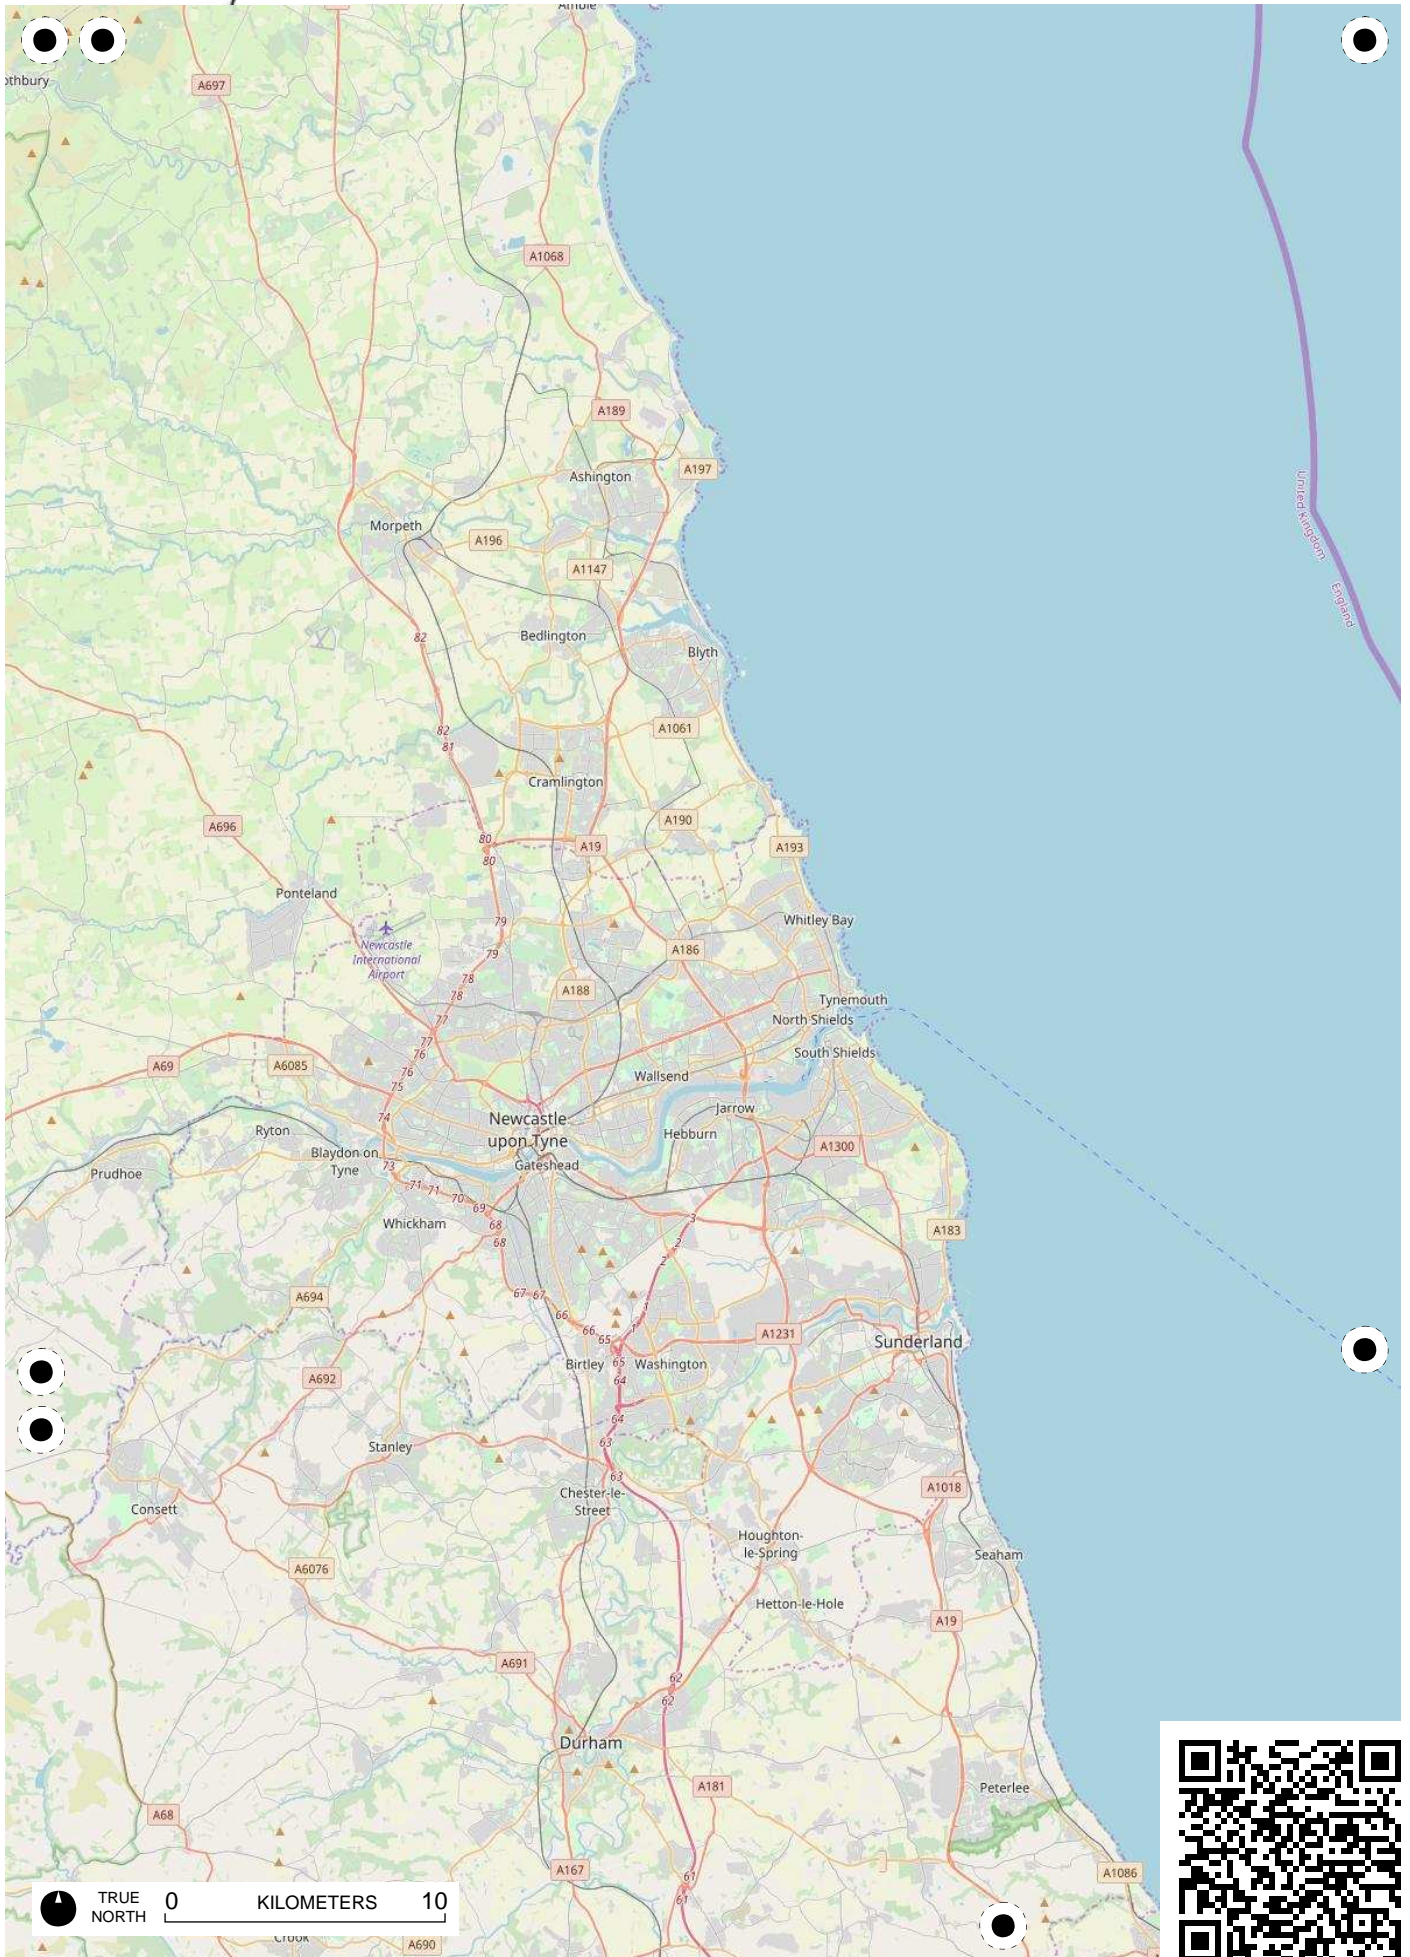 Amble
A697
A1068
A189
Ashington
A197
Morpeth
A196
A1147
United Kingdom
England
82
Bedlington
Blyth
82
81
A1061
Cramlington
A696
A190
80
A19
A193
80
Ponteland
79
Whitley Bay
Newcastle
International
Airport
79
A186
78
78
A188
Tynemouth
77
North Shields
77
76
South Shields
A69
A6085
76
75
Wallsend
74
Newcastle
upon Tyne
Jarrow
Ryton
Hebburn
A1300
Blaydon on
Tyne
Prudhoe
73
Gateshead
71
71
70
69
68
68
Whickham
3
A183
2
2
A694
67
67
1
66
66
1
65
A1231
Sunderland
Birtley
65
Washington
A692
64
64
Stanley
63
63
Chester-le-
Street
A1018
Consett
Houghton-
le-Spring
Seaham
A6076
Hetton-le-Hole
A19
A691
62
62
Durham
A181
Peterlee
A68
A167
61
61
A1086
TRUE
NORTH
0 KILOMETERS 10
Crook
A690